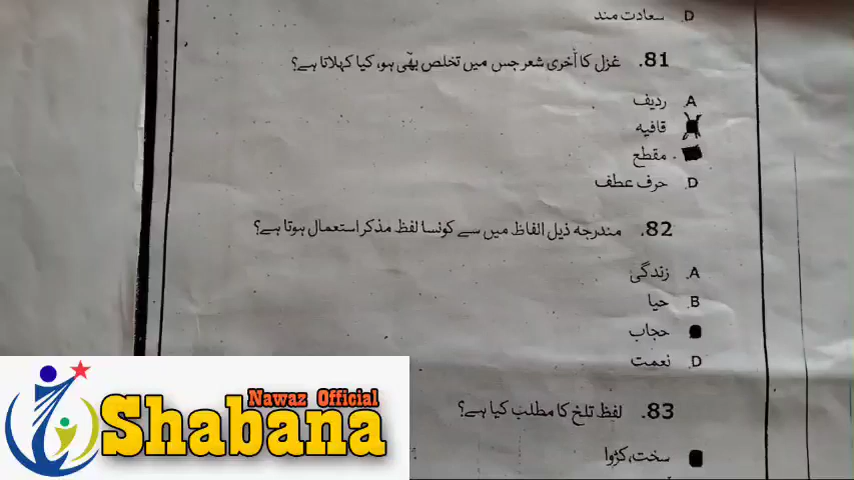 D. سعادت مند
81. غزل کا آخری شعر جس میں تخلص بھی ہو، کیا کہلاتا ہے؟
A. ردیف
قافیہ
مقطع
D. حرف عطف
82. مندرجہ ذیل الفاظ میں سے کونسا لفظ مذکر استعمال ہوتا ہے؟
A. زندگی
B. حیا
حجاب
D. نعمت
83. لفظ تلخ کا مطلب کیا ہے؟
سخت، کڑوا
Nawaz Official
Shabana